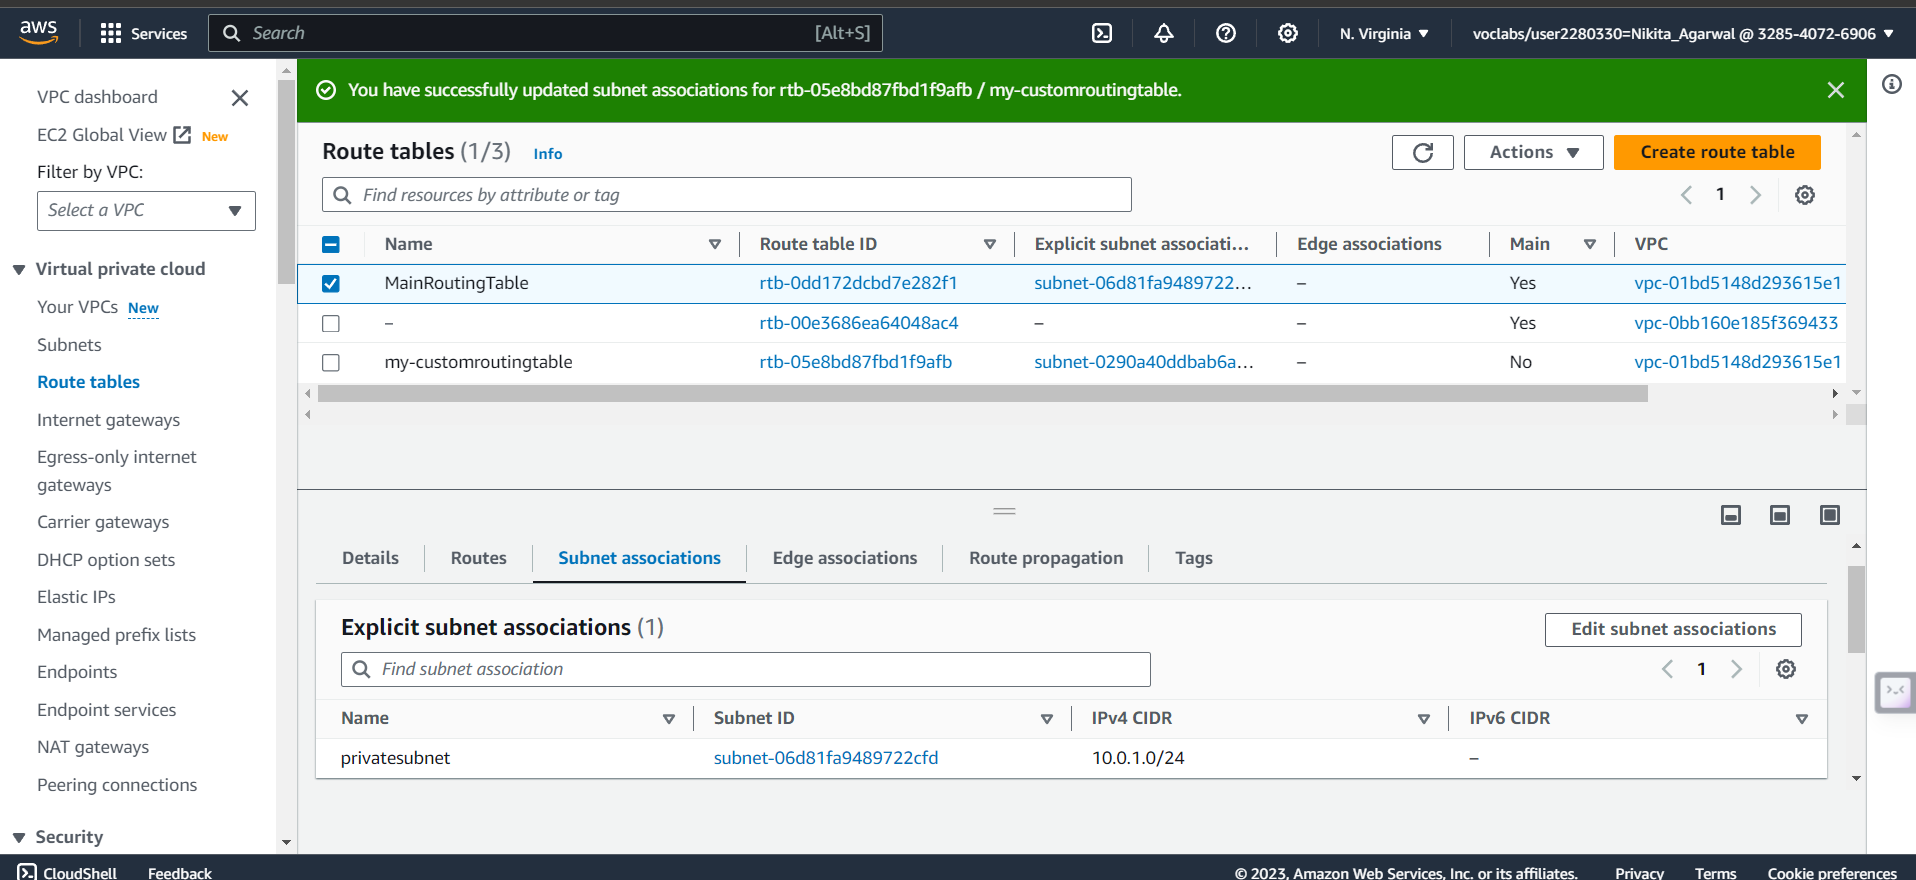 aws
Services
Search
[Alt+S]
N. Virginia
voclabs/user2280330=Nikita_Agarwal @ 3285-4072-6906
VPC dashboard
EC2 Global View New
Filter by VPC:
Select a VPC
Virtual private cloud
Your VPCs New
Subnets
Route tables
Internet gateways
Egress-only internet
gateways
Carrier gateways
DHCP option sets
Elastic IPs
Managed prefix lists
Endpoints
Endpoint services
NAT gateways
Peering connections
Security
You have successfully updated subnet associations for rtb-05e8bd87fbd1f9afb / my-customroutingtable.
Route tables (1/3) Info
Actions
Create route table
Find resources by attribute or tag
1
Name Route table ID Explicit subnet associati... Edge associations Main VPC
MainRoutingTable rtb-0dd172dcbd7e282f1 subnet-06d81fa9489722... – Yes vpc-01bd5148d293615e1
– rtb-00e3686ea64048ac4 – – Yes vpc-0bb160e185f369433
my-customroutingtable rtb-05e8bd87fbd1f9afb subnet-0290a40ddbab6a... – No vpc-01bd5148d293615e1
Details Routes Subnet associations Edge associations Route propagation Tags
Explicit subnet associations (1)
Edit subnet associations
Find subnet association
1
Name Subnet ID IPv4 CIDR IPv6 CIDR
privatesubnet subnet-06d81fa9489722cfd 10.0.1.0/24 –
CloudShell Feedback © 2023, Amazon Web Services, Inc. or its affiliates. Privacy Terms Cookie preferences